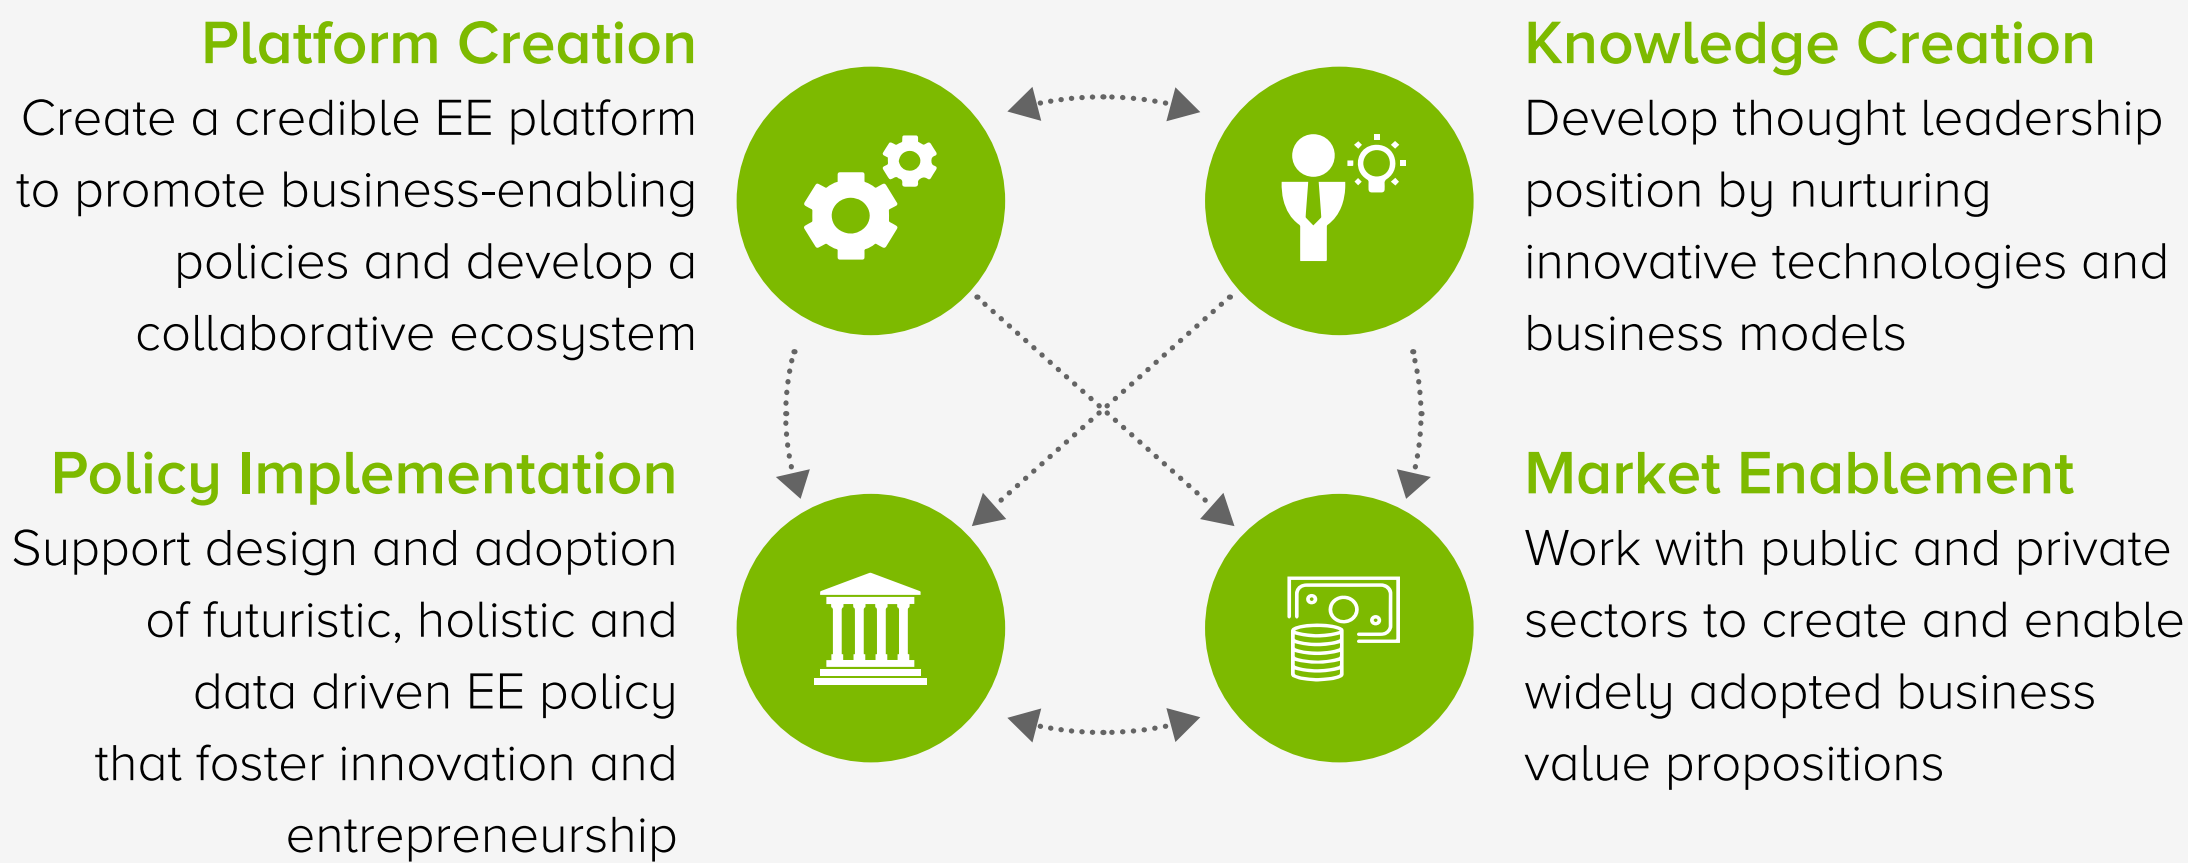 Platform Creation
Create a credible EE platform
to promote business-enabling
policies and develop a
collaborative ecosystem
Knowledge Creation
Develop thought leadership
position by nurturing
innovative technologies and
business models
Policy Implementation
Support design and adoption
of futuristic, holistic and
data driven EE policy
that foster innovation and
entrepreneurship
Market Enablement
Work with public and private
sectors to create and enable
widely adopted business
value propositions